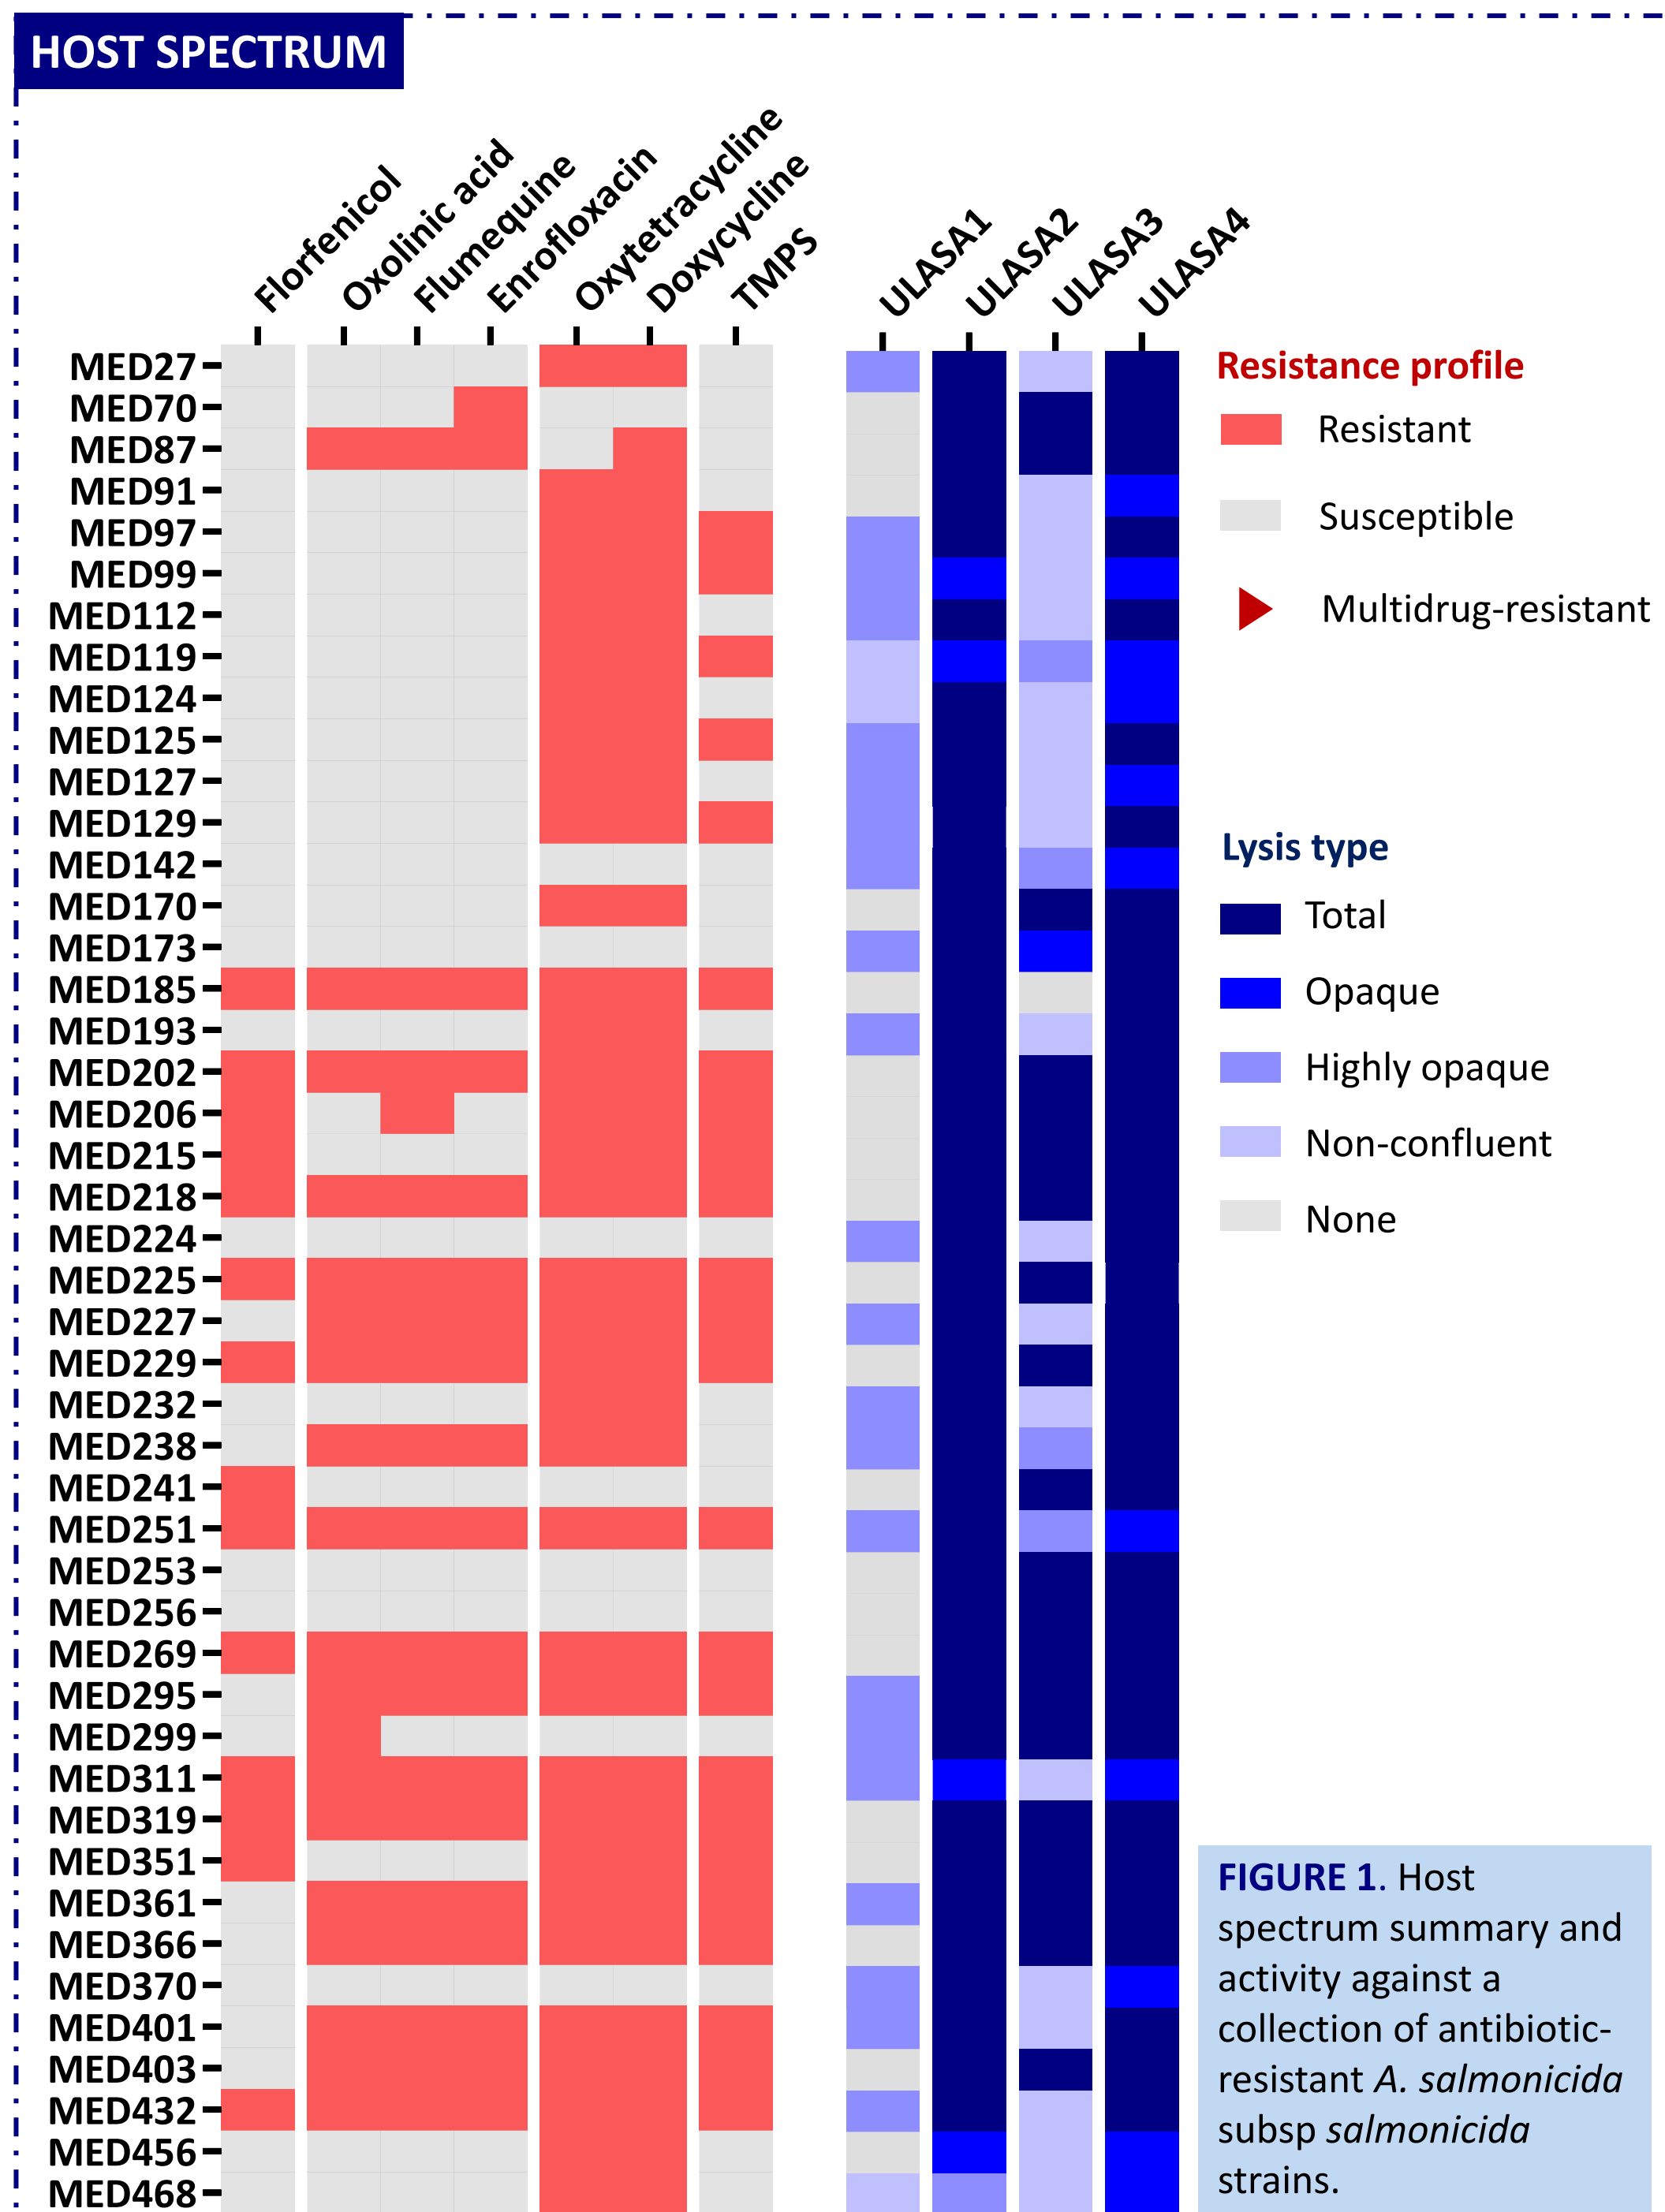 HOST SPECTRUM
Florfenicol
Oxolinic acid
Flumequine
Enrofloxacin
Oxytetracycline
Doxycycline
TMPS
ULASA1
ULASA2
ULASA3
ULASA4
MED27
MED70
MED87
MED91
MED97
MED99
MED112
MED119
MED124
MED125
MED127
MED129
MED142
MED170
MED173
MED185
MED193
MED202
MED206
MED215
MED218
MED224
MED225
MED227
MED229
MED232
MED238
MED241
MED251
MED253
MED256
MED269
MED295
MED299
MED311
MED319
MED351
MED361
MED366
MED370
MED401
MED403
MED432
MED456
MED468
Resistance profile
Resistant
Susceptible
Multidrug-resistant
Lysis type
Total
Opaque
Highly opaque
Non-confluent
None
FIGURE 1. Host
spectrum summary and
activity against a
collection of antibiotic-
resistant A. salmonicida
subsp salmonicida
strains.